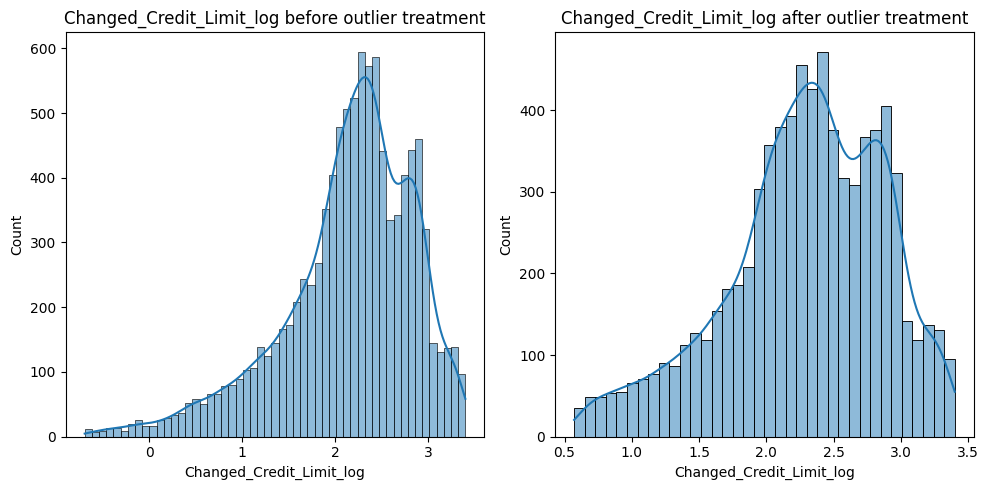 Changed_Credit_Limit_log before outlier treatment
600
500
400
300
200
100
0
Count
0 1 2 3
Changed_Credit_Limit_log
Changed_Credit_Limit_log after outlier treatment
400
300
200
100
0
Count
0.5 1.0 1.5 2.0 2.5 3.0 3.5
Changed_Credit_Limit_log